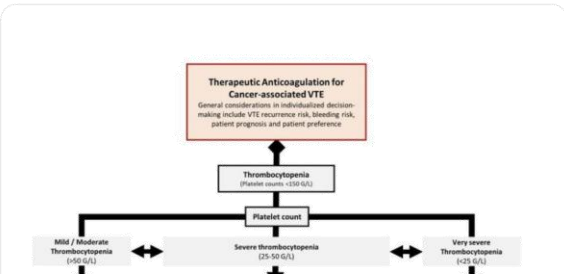 Therapeutic Anticoagulation for
Cancer-associated VTE
General considerations in individualized decision-
making include VTE recurrence risk, bleeding risk,
patient prognosis and patient preference
Thrombocytopenia
(Platelet counts <150 G/L)
Platelet count
Mild / Moderate
Thrombocytopenia
(>50 G/L)
Severe thrombocytopenia
(25-50 G/L)
Very severe
Thrombocytopenia
(<25 G/L)